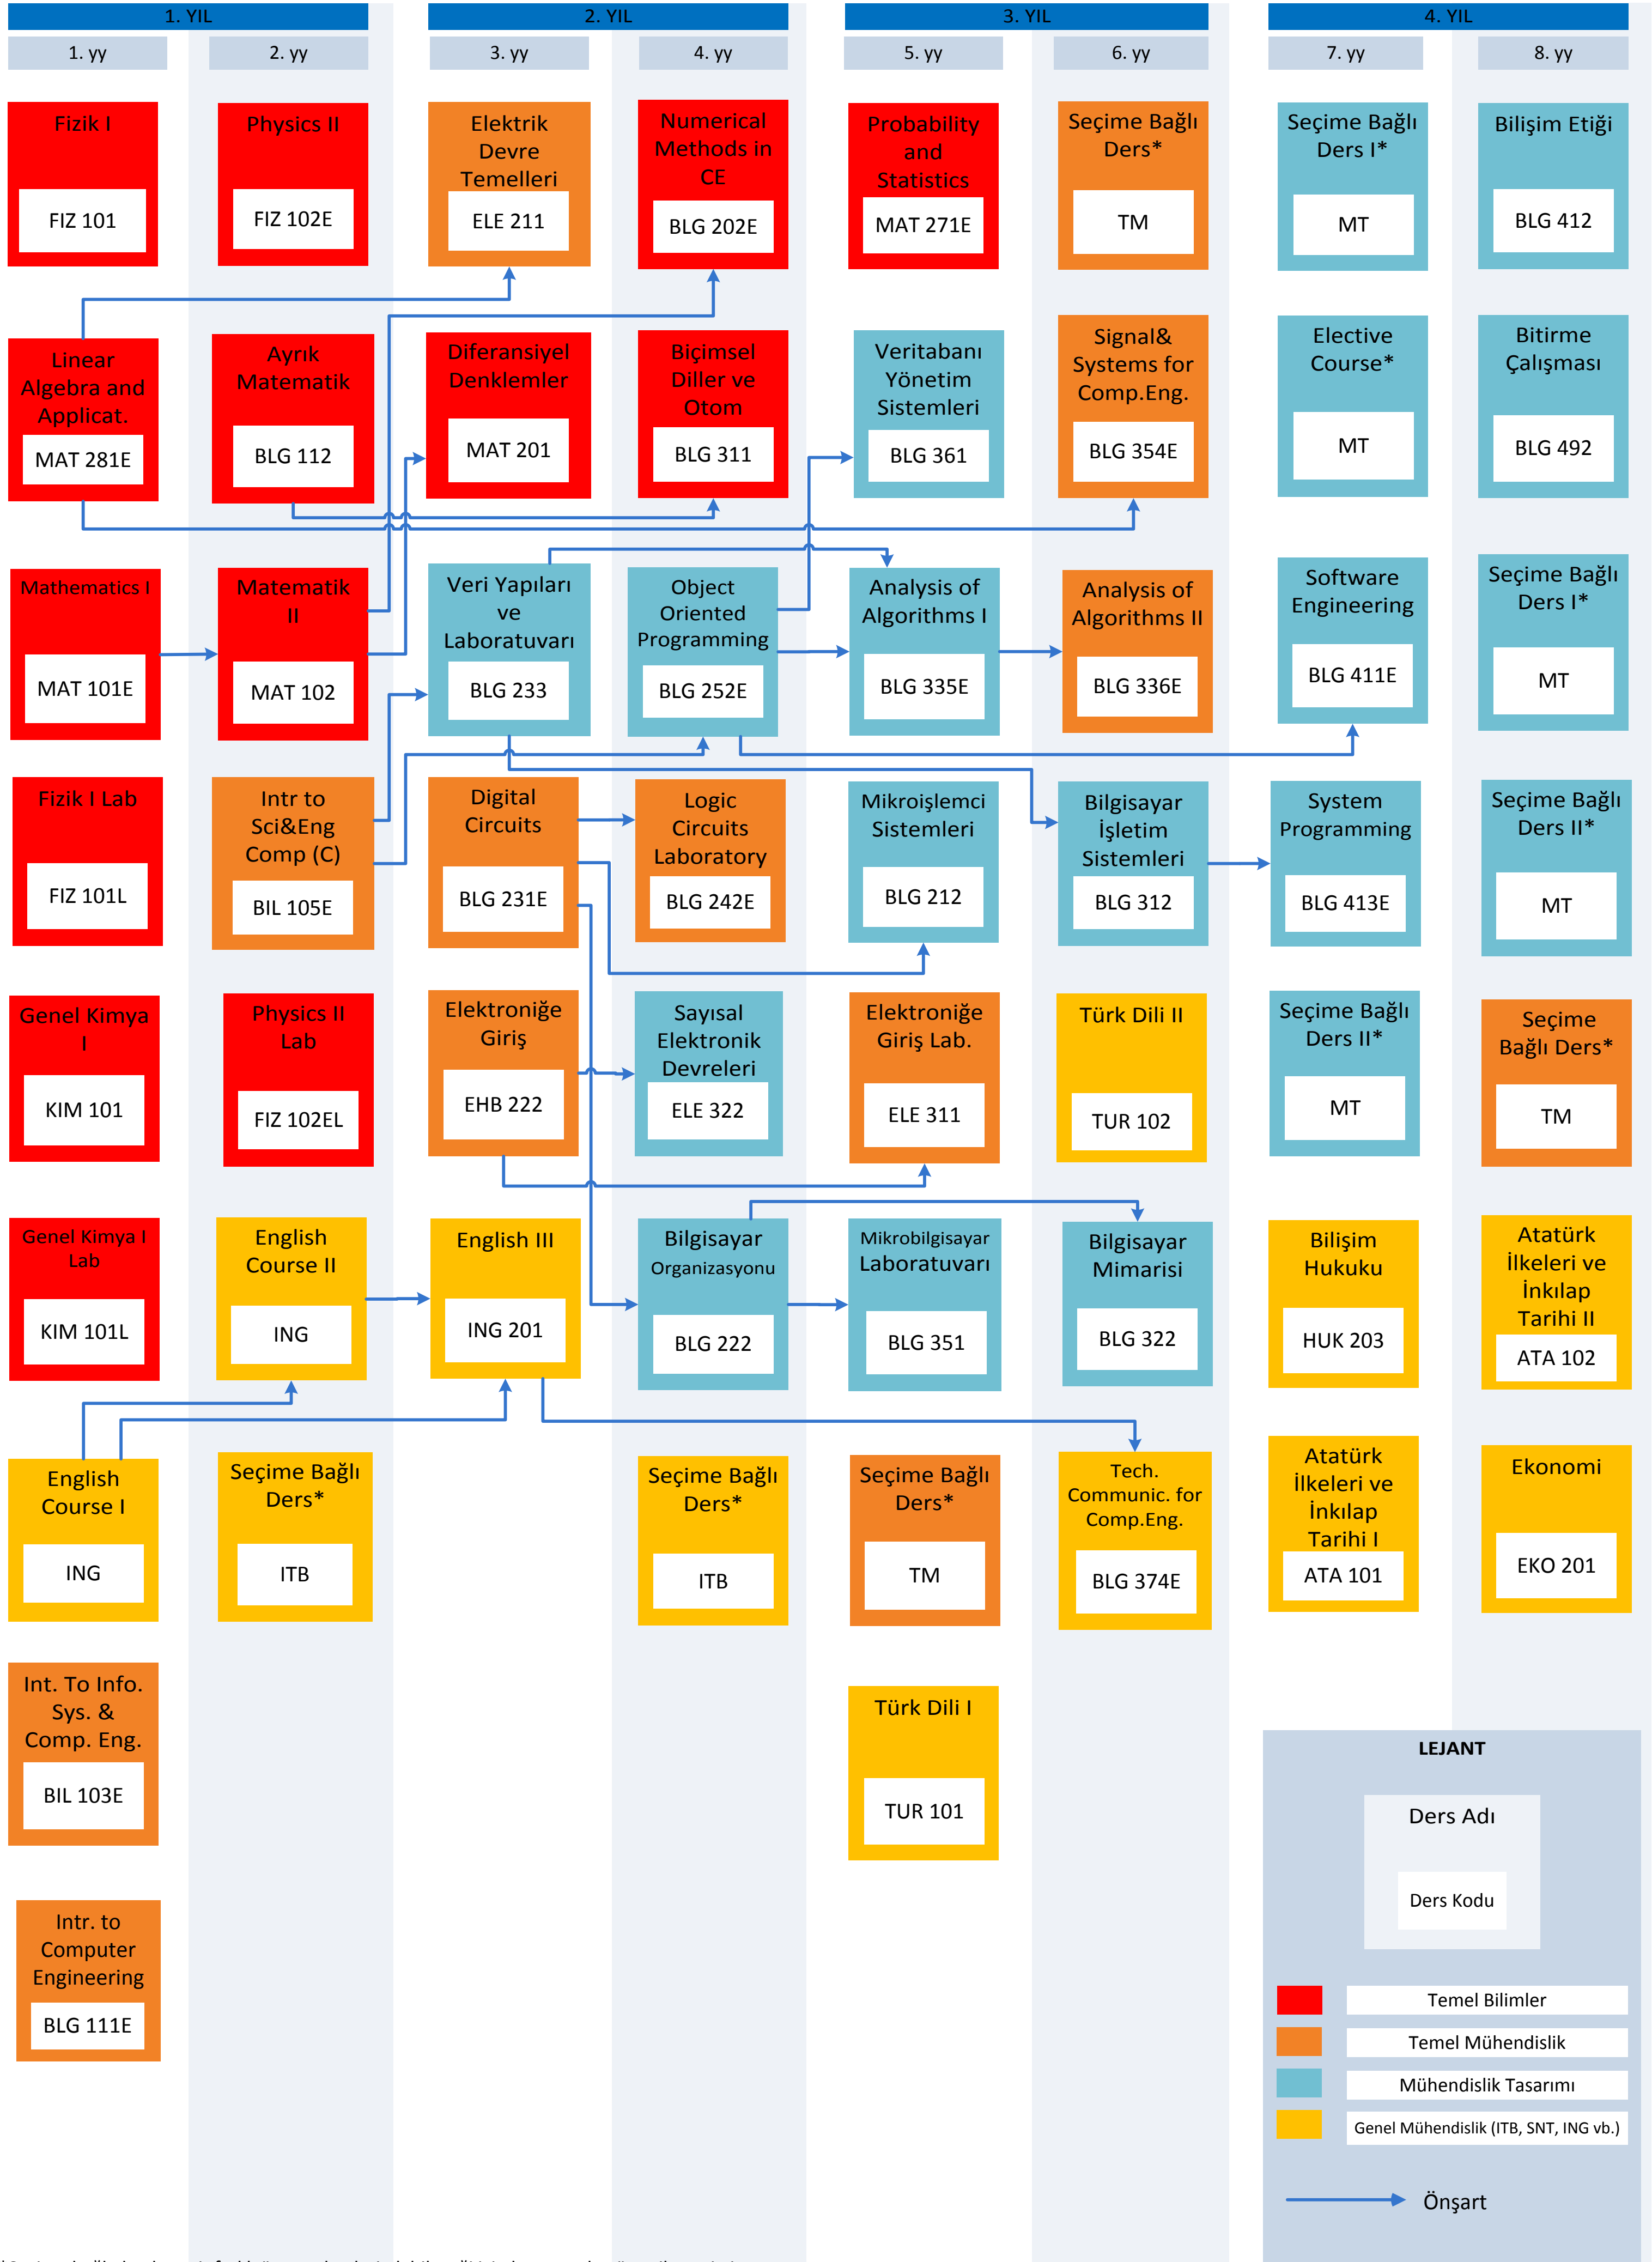 1. YIL
2. YIL
3. YIL
4. YIL
1. yy
2. yy
3. yy
4. yy
5. yy
6. yy
7. yy
8. yy
Fizik I
FIZ 101
Physics II
FIZ 102E
Elektrik
Devre
Temelleri
ELE 211
Numerical
Methods in
CE
BLG 202E
Probability
and
Statistics
MAT 271E
Seçime Bağlı
Ders*
TM
Seçime Bağlı
Ders I*
MT
Bilişim Etiği
BLG 412
Linear
Algebra and
Applicat.
MAT 281E
Ayrık
Matematik
BLG 112
Diferansiyel
Denklemler
MAT 201
Biçimsel
Diller ve
Otom
BLG 311
Veritabanı
Yönetim
Sistemleri
BLG 361
Signal&
Systems for
Comp.Eng.
BLG 354E
Elective
Course*
MT
Bitirme
Çalışması
BLG 492
Mathematics I
MAT 101E
Matematik
II
MAT 102
Veri Yapıları
ve
Laboratuvarı
BLG 233
Object
Oriented
Programming
BLG 252E
Analysis of
Algorithms I
BLG 335E
Analysis of
Algorithms II
BLG 336E
Software
Engineering
BLG 411E
Seçime Bağlı
Ders I*
MT
Fizik I Lab
FIZ 101L
Intr to
Sci&Eng
Comp (C)
BIL 105E
Digital
Circuits
BLG 231E
Logic
Circuits
Laboratory
BLG 242E
Mikroişlemci
Sistemleri
BLG 212
Bilgisayar
İşletim
Sistemleri
BLG 312
System
Programming
BLG 413E
Seçime Bağlı
Ders II*
MT
Genel Kimya
I
KIM 101
Physics II
Lab
FIZ 102EL
Elektroniğe
Giriş
EHB 222
Sayısal
Elektronik
Devreleri
ELE 322
Elektroniğe
Giriş Lab.
ELE 311
Türk Dili II
TUR 102
Seçime Bağlı
Ders II*
MT
Seçime
Bağlı Ders*
TM
Genel Kimya I
Lab
KIM 101L
English
Course II
ING
English III
ING 201
Bilgisayar
Organizasyonu
BLG 222
Mikrobilgisayar
Laboratuvarı
BLG 351
Bilgisayar
Mimarisi
BLG 322
Bilişim
Hukuku
HUK 203
Atatürk
İlkeleri ve
İnkılap
Tarihi II
ATA 102
English
Course I
ING
Seçime Bağlı
Ders*
ITB
Seçime Bağlı
Ders*
ITB
Seçime Bağlı
Ders*
TM
Tech.
Communic. for
Comp.Eng.
BLG 374E
Atatürk
İlkeleri ve
İnkılap
Tarihi I
ATA 101
Ekonomi
EKO 201
Int. To Info.
Sys. &
Comp. Eng.
BIL 103E
Türk Dili I
TUR 101
Intr. to
Computer
Engineering
BLG 111E
LEJANT
Ders Adı
Ders Kodu
Temel Bilimler
Temel Mühendislik
Mühendislik Tasarımı
Genel Mühendislik (ITB, SNT, ING vb.)
Önşart